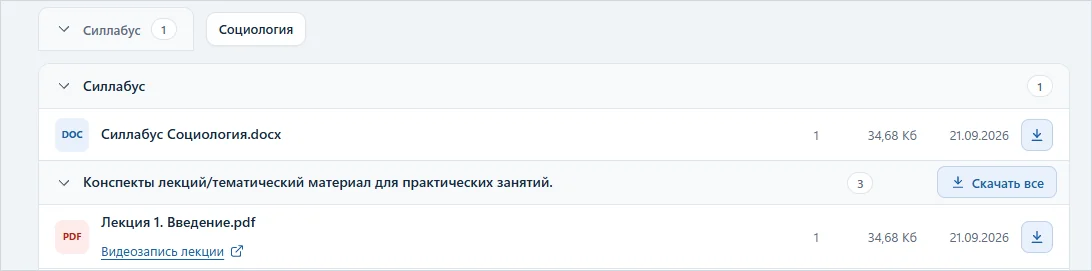 Силлабус 1 Социология
Силлабус 1
DOC Силлабус Социология.docx 1 34,68 Кб 21.09.2026
Конспекты лекций/тематический материал для практических занятий. 3 Скачать все
PDF Лекция 1. Введение.pdf 1 34,68 Кб 21.09.2026
Видеозапись лекции